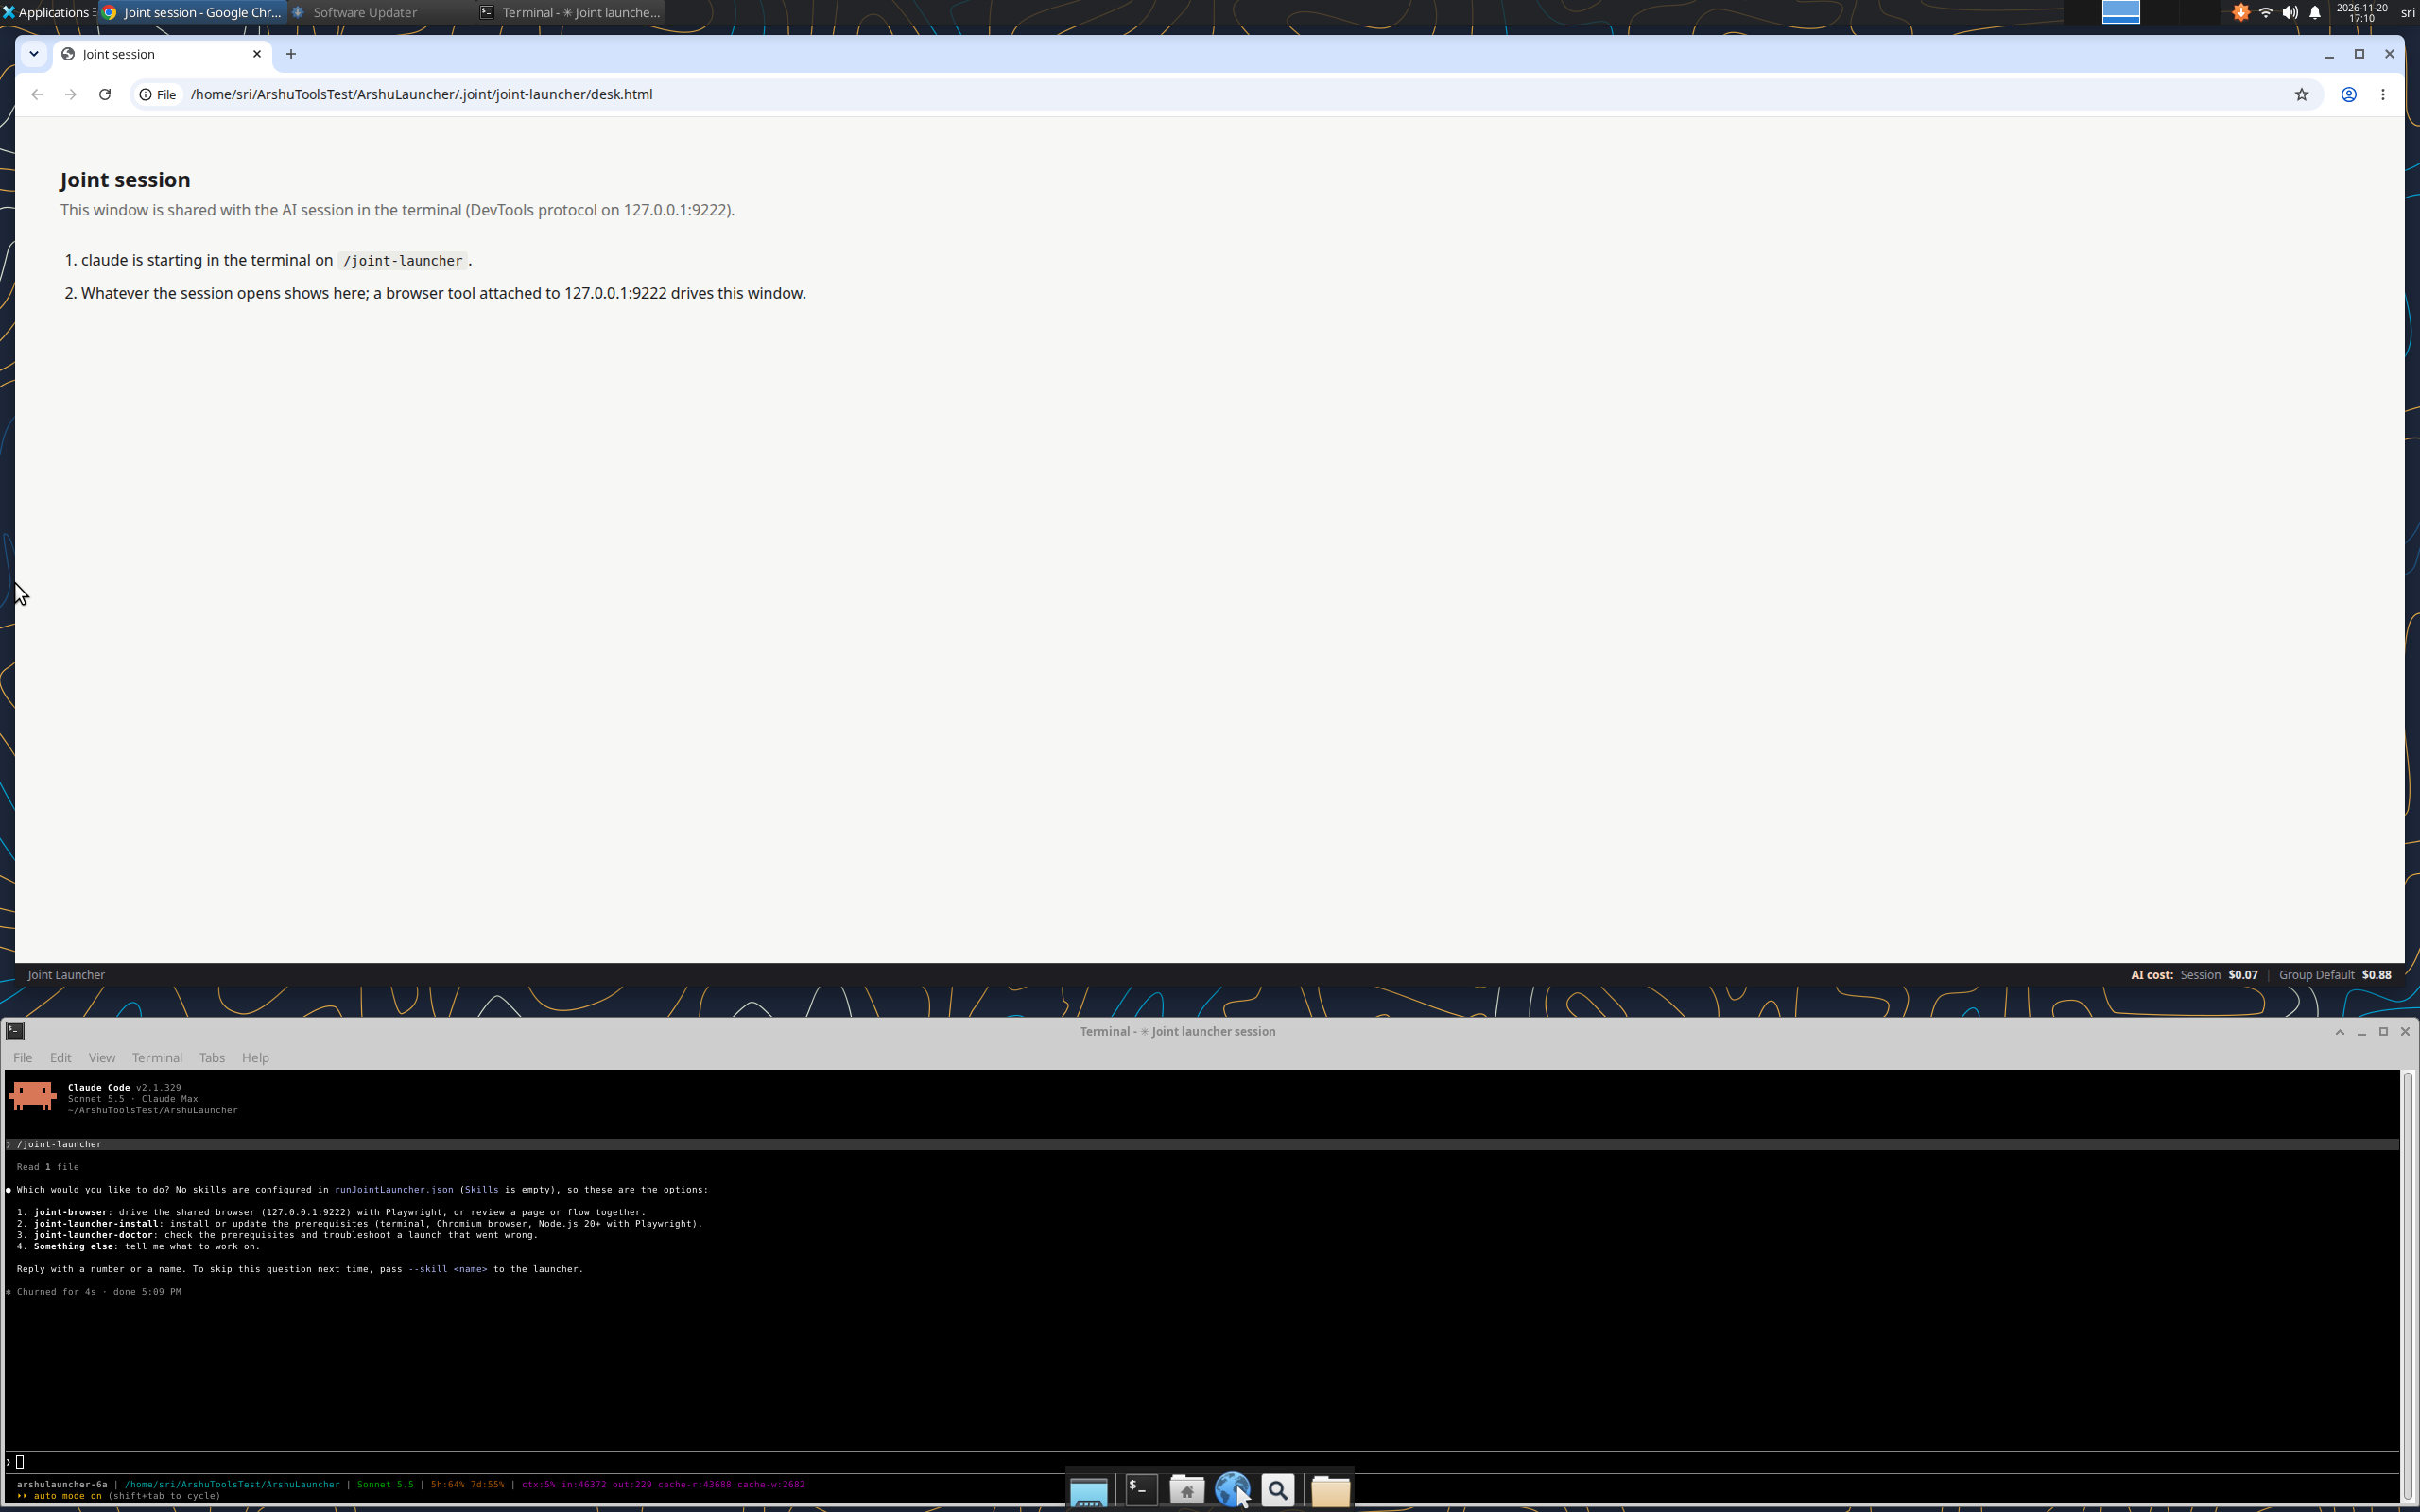 Applications
Joint session - Google Chr...
Software Updater
Terminal - ✳ Joint launche...
2026-11-20
17:10
sri
Joint session
File
/home/sri/ArshuToolsTest/ArshuLauncher/.joint/joint-launcher/desk.html
Joint session
This window is shared with the AI session in the terminal (DevTools protocol on 127.0.0.1:9222).
1. claude is starting in the terminal on /joint-launcher.
2. Whatever the session opens shows here; a browser tool attached to 127.0.0.1:9222 drives this window.
Joint Launcher
AI cost: Session $0.07 | Group Default $0.88
Terminal - ✳ Joint launcher session
File Edit View Terminal Tabs Help
Claude Code v2.1.329
Sonnet 5.5 · Claude Max
~/ArshuToolsTest/ArshuLauncher
❯ /joint-launcher
Read 1 file
● Which would you like to do? No skills are configured in runJointLauncher.json (Skills is empty), so these are the options:
1. joint-browser: drive the shared browser (127.0.0.1:9222) with Playwright, or review a page or flow together.
2. joint-launcher-install: install or update the prerequisites (terminal, Chromium browser, Node.js 20+ with Playwright).
3. joint-launcher-doctor: check the prerequisites and troubleshoot a launch that went wrong.
4. Something else: tell me what to work on.
Reply with a number or a name. To skip this question next time, pass --skill <name> to the launcher.
✳ Churned for 4s · done 5:09 PM
❯
arshulauncher-6a | /home/sri/ArshuToolsTest/ArshuLauncher | Sonnet 5.5 | 5h:64% 7d:55% | ctx:5% in:46372 out:229 cache-r:43688 cache-w:2682
⏵⏵ auto mode on (shift+tab to cycle)